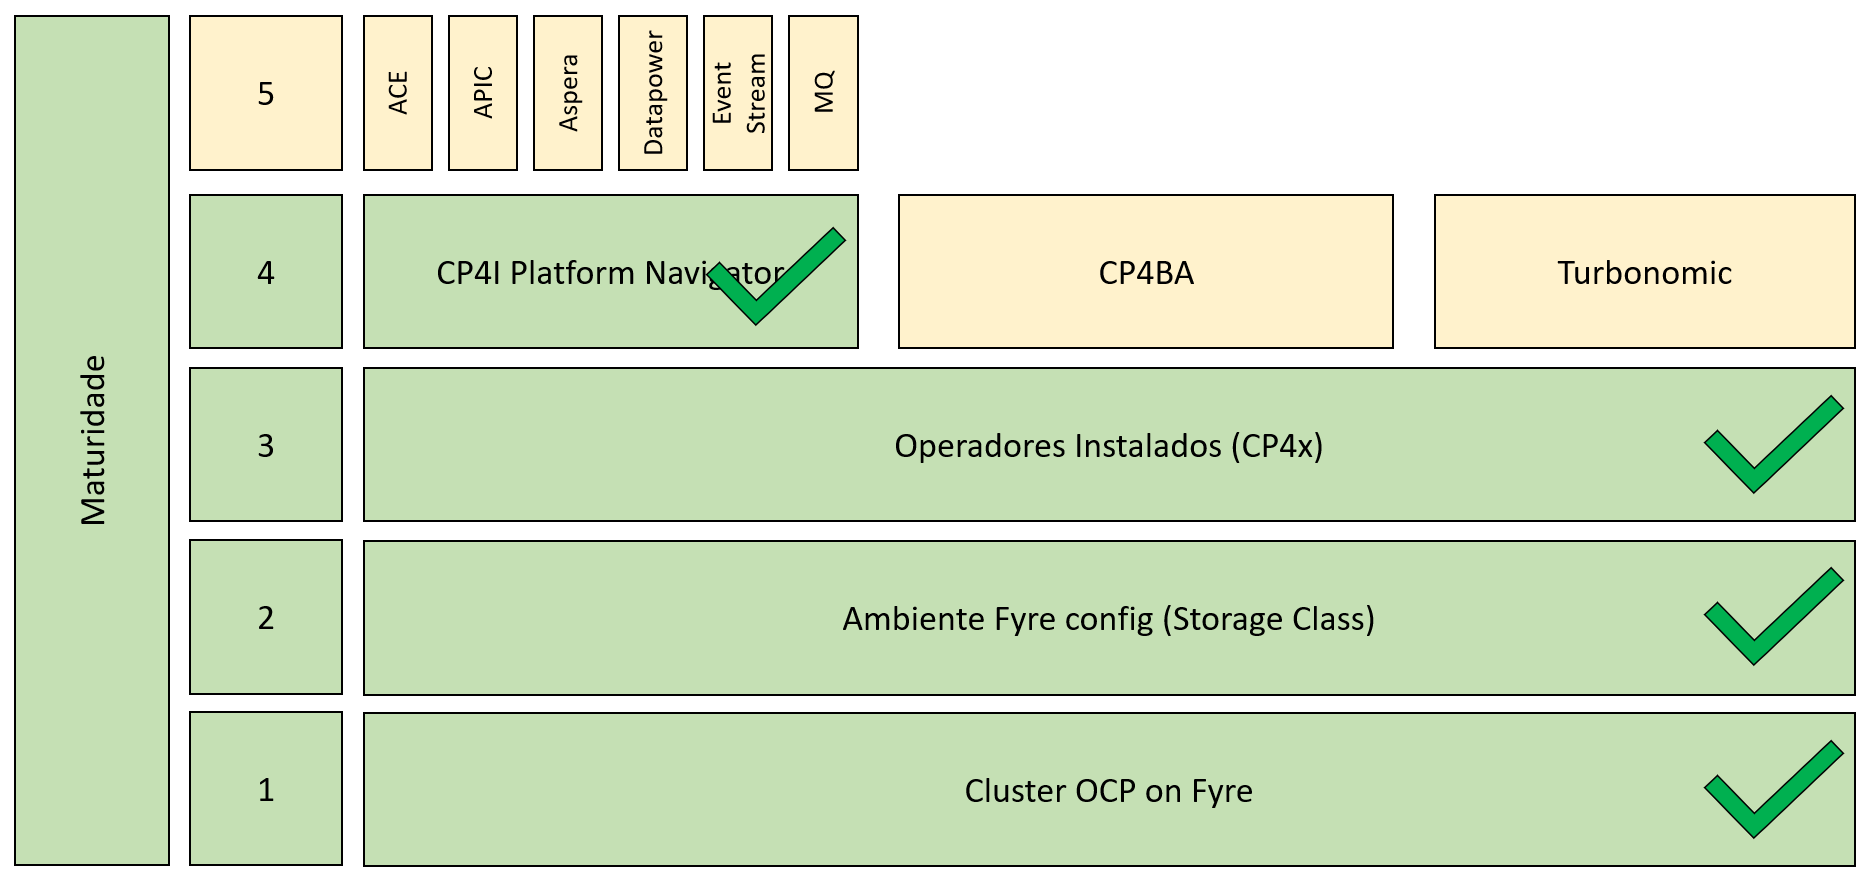 Maturidade
5
ACE
APIC
Aspera
Datapower
Event
Stream
MQ
4
CP4I Platform Navigator
CP4BA
Turbonomic
3
Operadores Instalados (CP4x)
2
Ambiente Fyre config (Storage Class)
1
Cluster OCP on Fyre